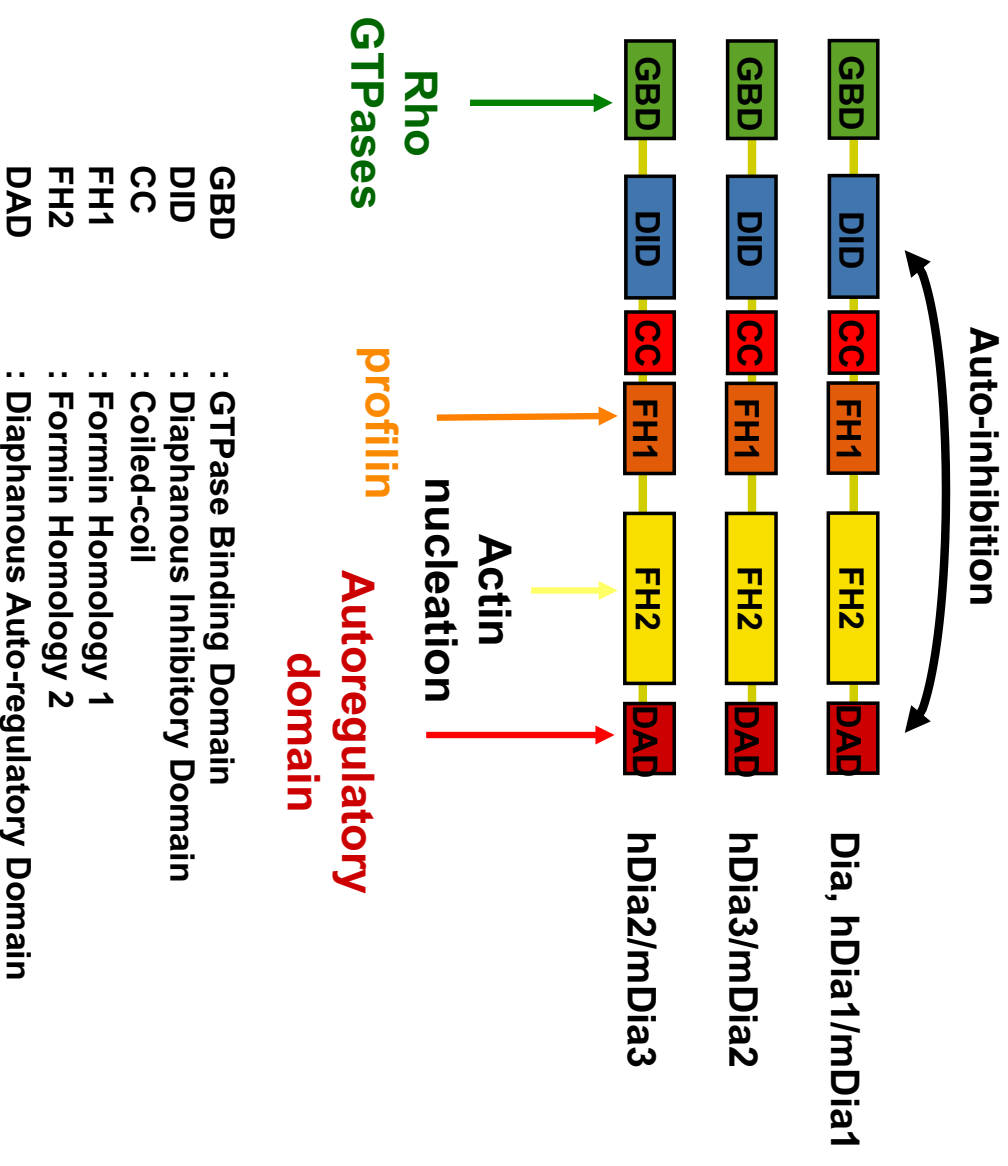 Auto-inhibition
GBD DID CC FH1 FH2 DAD Dia, hDia1/mDia1
GBD DID CC FH1 FH2 DAD hDia3/mDia2
GBD DID CC FH1 FH2 DAD hDia2/mDia3
Rho
GTPases
profilin
Actin
nucleation
Autoregulatory
domain
GBD : GTPase Binding Domain
DID : Diaphanous Inhibitory Domain
CC : Coiled-coil
FH1 : Formin Homology 1
FH2 : Formin Homology 2
DAD : Diaphanous Auto-regulatory Domain